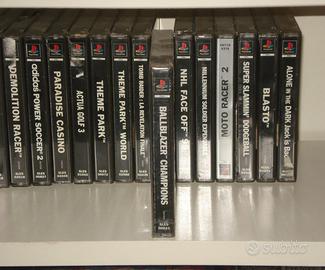 DEMOLITION RACER
adidas POWER SOCCER 2
PARADISE CASINO
ACTUA GOLF 3
THEME PARK
THEME PARK WORLD
TOMB RAIDER: LA REVELATION FINALE
BALLBLAZER CHAMPIONS
NHL FACE OFF
MILLENNIUM SOLDIER EXPENDABLE
MOTO RACER 2
SUPER SLAMMIN' DODGEBALL
BLASTO
ALONE IN THE DARK Jack is Back
Subito